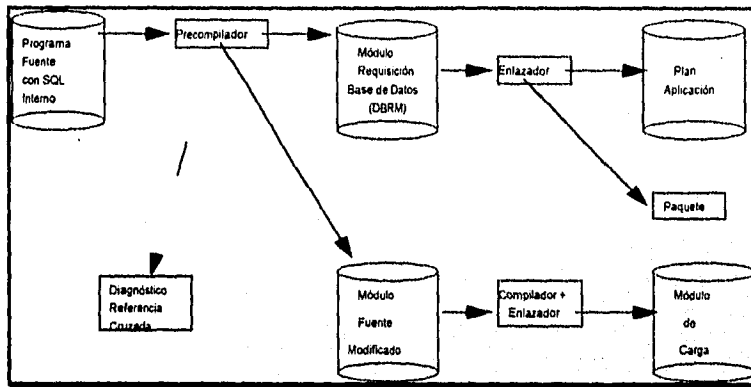 Programa
Fuente
con SQL
Interno
Precompilador
Módulo
Requisición
Base de Datos
(DBRM)
Enlazador
Plan
Aplicación
Paquete
Diagnóstico
Referencia
Cruzada
Módulo
Fuente
Modificado
Compilador +
Enlazador
Módulo
de
Carga